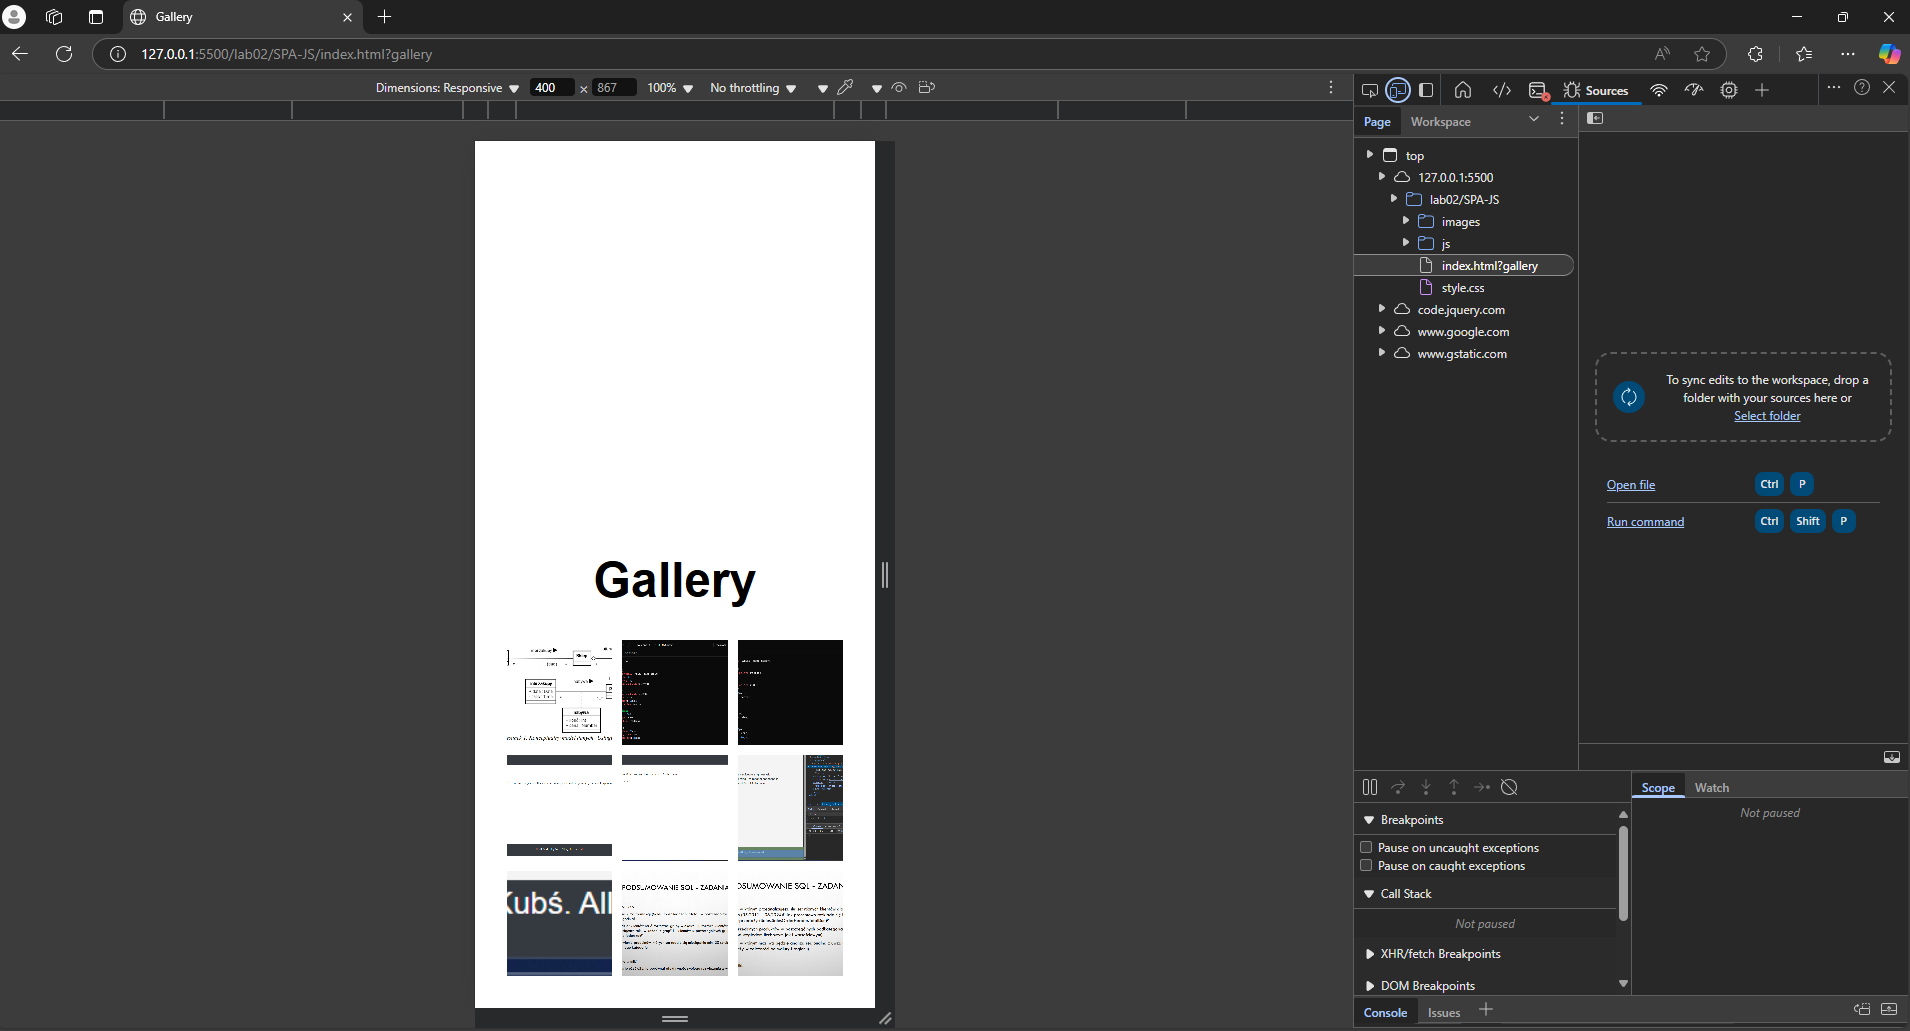 Gallery
127.0.0.1:5500/lab02/SPA-JS/index.html?gallery
Dimensions: Responsive 400 × 867 100% No throttling
Sources
Page Workspace
top
127.0.0.1:5500
lab02/SPA-JS
images
js
index.html?gallery
style.css
code.jquery.com
www.google.com
www.gstatic.com
To sync edits to the workspace, drop a
folder with your sources here or
Select folder
Open file Ctrl P
Run command Ctrl Shift P
Gallery
Kubś. All
PODSUMOWANIE SQL - ZADANIA
Scope Watch
Not paused
Breakpoints
Pause on uncaught exceptions
Pause on caught exceptions
Call Stack
Not paused
XHR/fetch Breakpoints
DOM Breakpoints
Console Issues